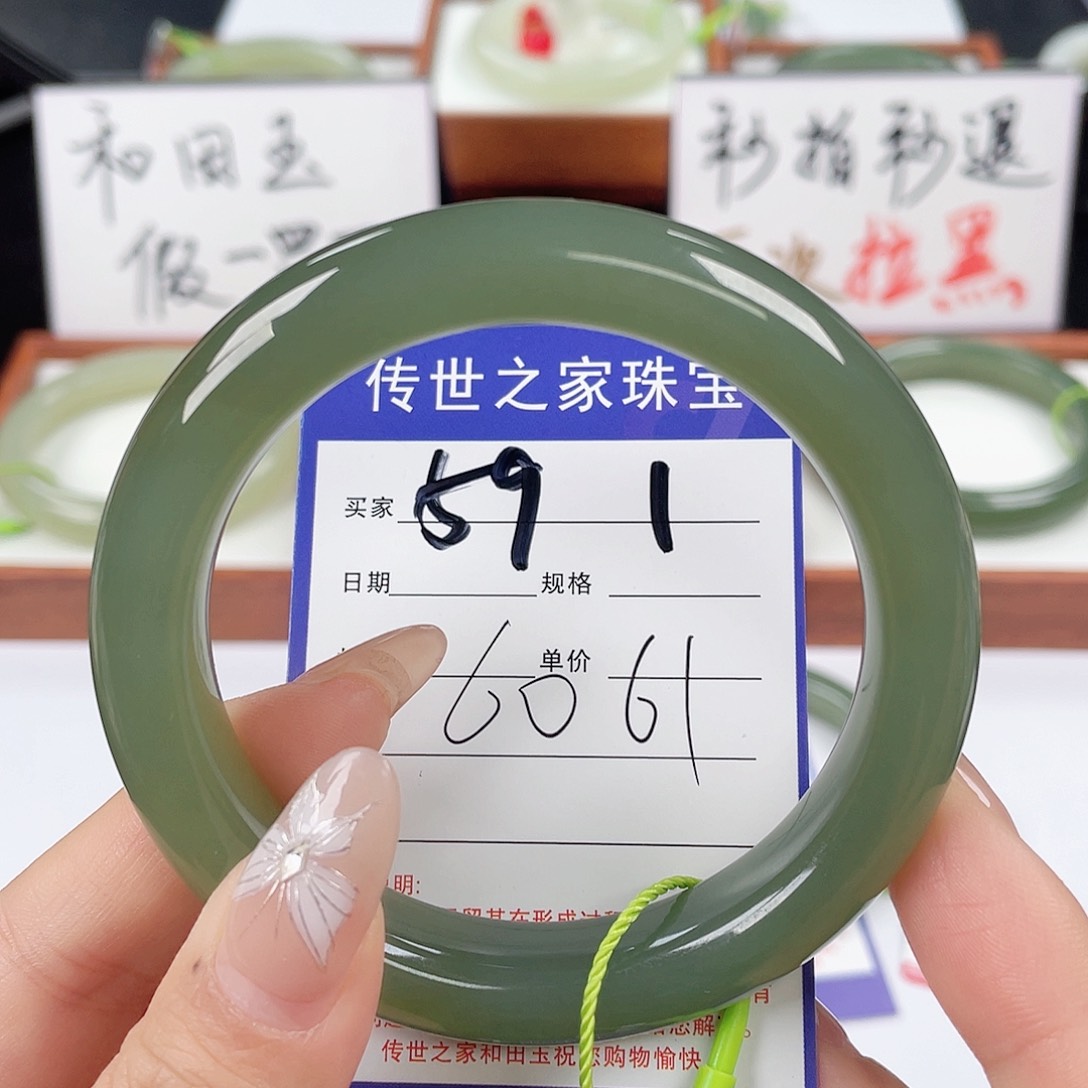 和田玉
假一
秒拍秒退
拉黑
传世之家珠宝
买家 59 1
日期 规格
单价
60 61
明:
传世之家和田玉祝您购物愉快